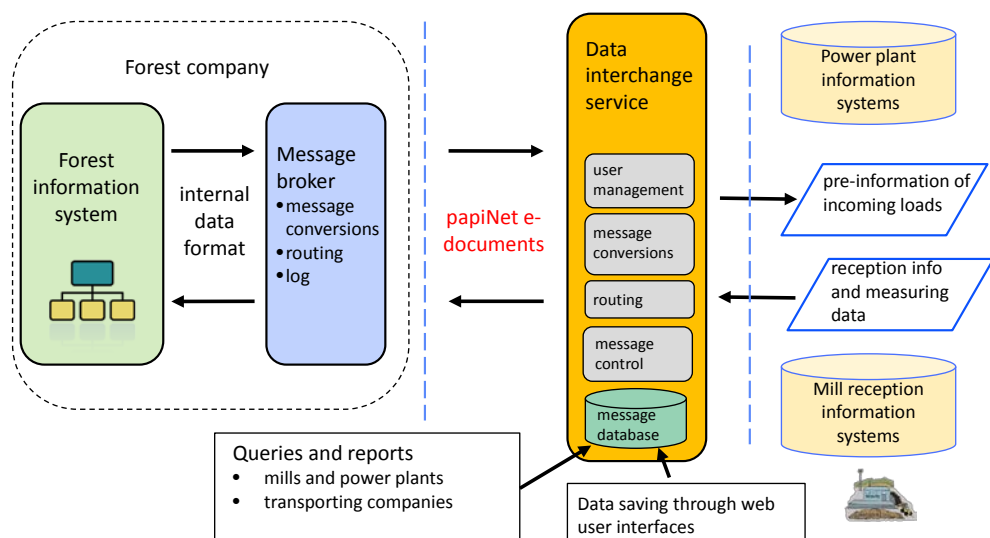 Forest company
Forest
information
system
internal
data
format
Message
broker
•message
conversions
•routing
•log
papiNet e-
documents
Data
interchange
service
user
management
message
conversions
routing
message
control
message
database
Power plant
information
systems
pre-information of
incoming loads
reception info
and measuring
data
Mill reception
information
systems
Queries and reports
• mills and power plants
• transporting companies
Data saving through web
user interfaces